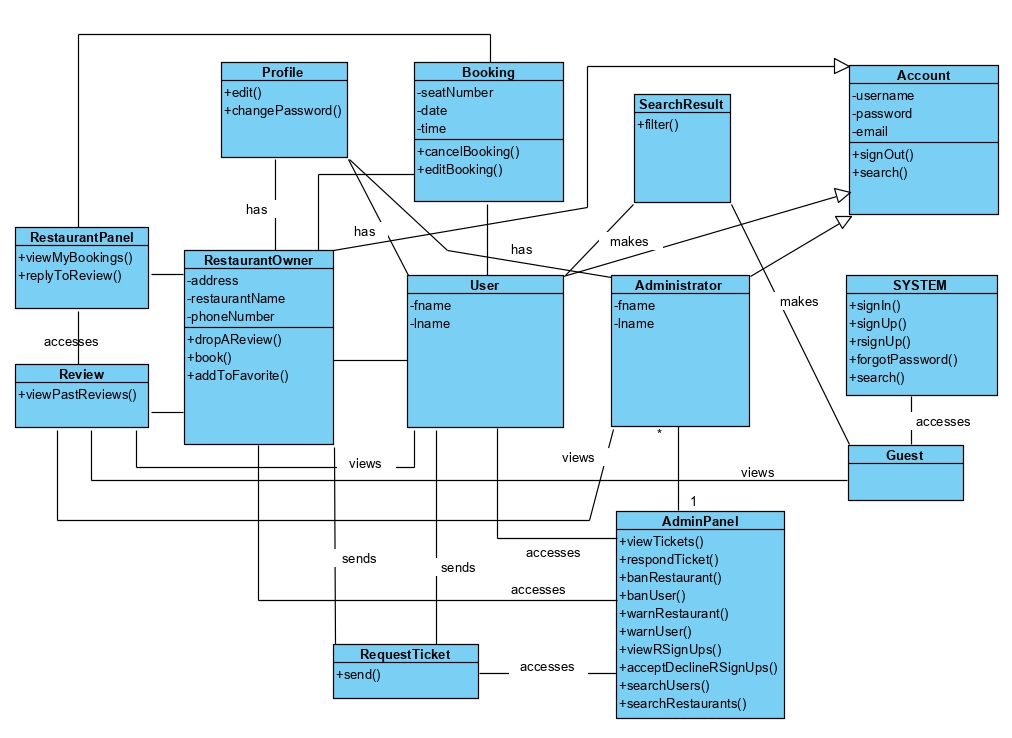 Profile
+edit()
+changePassword()
Booking
-seatNumber
-date
-time
+cancelBooking()
+editBooking()
SearchResult
+filter()
Account
-username
-password
-email
+signOut()
+search()
has
has
has
makes
makes
RestaurantPanel
+viewMyBookings()
+replyToReview()
RestaurantOwner
-address
-restaurantName
-phoneNumber
+dropAReview()
+book()
+addToFavorite()
User
-fname
-lname
Administrator
-fname
-lname
SYSTEM
+signIn()
+signUp()
+rsignUp()
+forgotPassword()
+search()
accesses
Review
+viewPastReviews()
accesses
Guest
views
views
views
*
1
AdminPanel
+viewTickets()
+respondTicket()
+banRestaurant()
+banUser()
+warnRestaurant()
+warnUser()
+viewRSignUps()
+acceptDeclineRSignUps()
+searchUsers()
+searchRestaurants()
accesses
sends
sends
accesses
RequestTicket
+send()
accesses